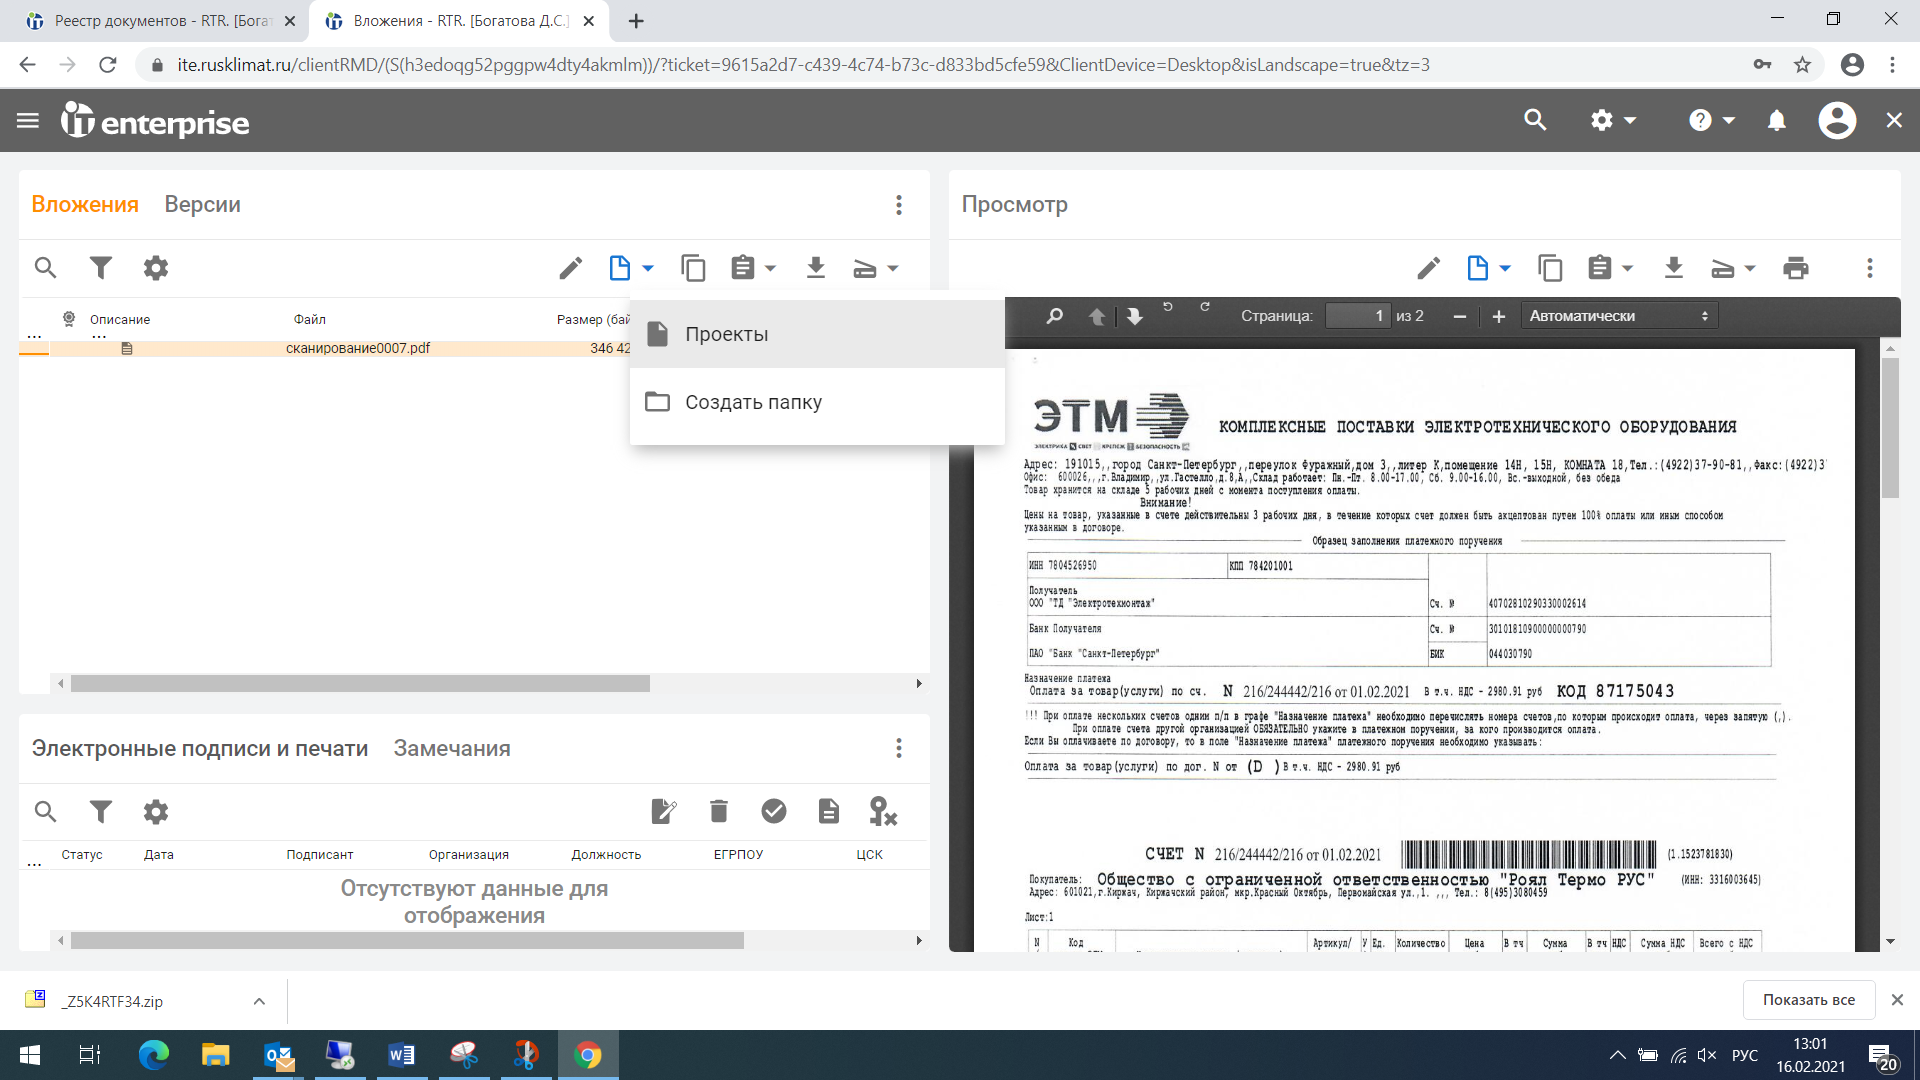 Реестр документов - RTR. [Богат
Вложения - RTR. [Богатова Д.С.]
ite.rusklimat.ru/clientRMD/(S(h3edoqg52pggpw4dty4akmlm))/?ticket=9615a2d7-c439-4c74-b73c-d833bd5cfe59&ClientDevice=Desktop&isLandscape=true&tz=3
it enterprise
Вложения Версии
Просмотр
Описание Файл Размер (бай
... ...
сканирование0007.pdf 346 42
Проекты
Создать папку
Страница: 1 из 2 Автоматически
ЭТМ
ЭЛЕКТРИКА СВЕТ КРЕПЕЖ БЕЗОПАСНОСТЬ
КОМПЛЕКСНЫЕ ПОСТАВКИ ЭЛЕКТРОТЕХНИЧЕСКОГО ОБОРУДОВАНИЯ
Адрес: 191015,,город Санкт-Петербург,,переулок Фуражный,дом 3,,литер К,помещение 14Н, 15Н, КОМНАТА 18,Тел.:(4922)37-90-81,,Факс:(4922)3
Офис: 600026,,,г.Владимир,,ул.Гастелло,д.8,А,,Склад работает: Пн.-Пт. 8.00-17.00, Сб. 9.00-16.00, Вс.-выходной, без обеда
Товар хранится на складе 5 рабочих дней с момента поступления оплаты.
Внимание!
Цены на товар, указанные в счете действительны 3 рабочих дня, в течение которых счет должен быть акцептован путем 100% оплаты или иным способом
указанным в договоре.
Образец заполнения платежного поручения
ИНН 7804526950 КПП 784201001
Получатель
ООО "ТД "Электротехмонтаж" Сч. № 40702810290330002614
Банк Получателя Сч. № 30101810900000000790
ПАО "Банк "Санкт-Петербург" БИК 044030790
Назначение платежа
Оплата за товар(услуги) по сч. N 216/244442/216 от 01.02.2021 В т.ч. НДС - 2980.91 руб КОД 87175043
!!! При оплате нескольких счетов одним п/п в графе "Назначение платежа" необходимо перечислять номера счетов,по которым происходит оплата, через запятую (,).
При оплате счета другой организацией ОБЯЗАТЕЛЬНО укажите в платежном поручении, за кого производится оплата.
Если Вы оплачиваете по договору, то в поле "Назначение платежа" платежного поручения необходимо указывать:
Оплата за товар(услуги) по дог. N от (D ) В т.ч. НДС - 2980.91 руб
СЧЕТ N 216/244442/216 от 01.02.2021 (1.1523781830)
Покупатель: Общество с ограниченной ответственностью "Роял Термо РУС" (ИНН: 3316003645)
Адрес: 601021,г.Киржач, Киржачский район, мкр.Красный Октябрь, Первомайская ул.,1. ,,, Тел.: 8(495)3080459
Лист:1
N Код Артикул/ У Ед. Количество Цена В тч Сумма В тч НДС Сумма НДС Всего с НДС
Электронные подписи и печати Замечания
... Статус Дата Подписант Организация Должность ЕГРПОУ ЦСК
Отсутствуют данные для
отображения
_Z5K4RTF34.zip
Показать все
РУС
13:01
16.02.2021
20